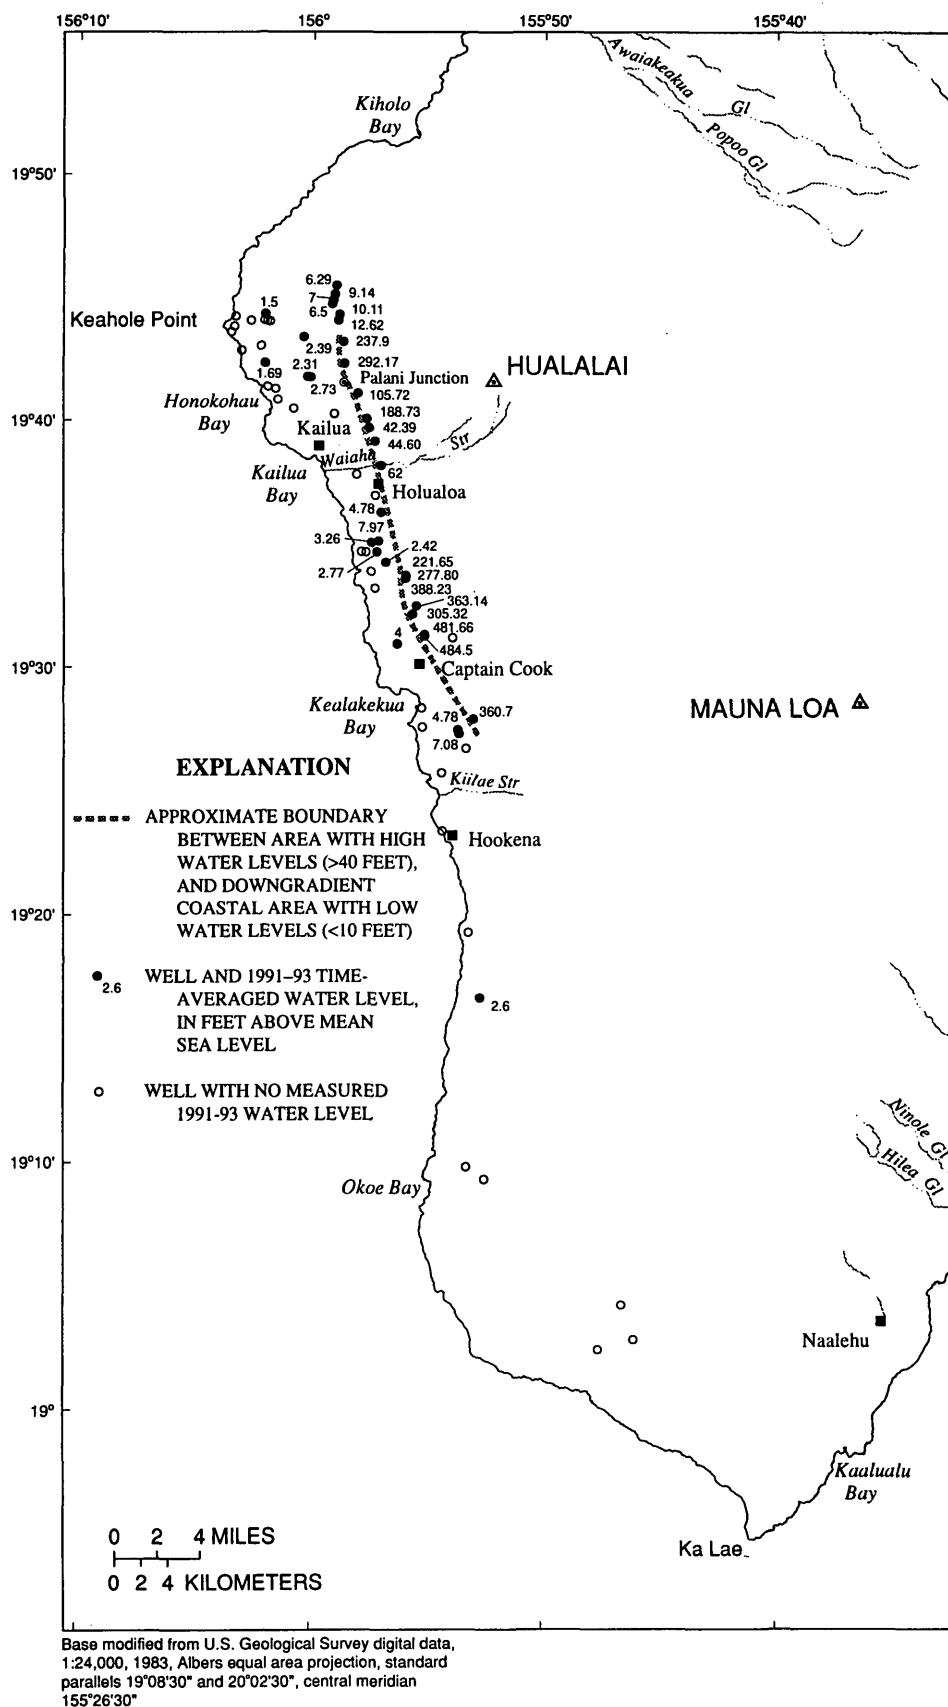 156°10'
156°
155°50'
155°40'
Kiholo
Bay
Awaiakeakua
Gl
Popoo Gl
19°50'
6.29
9.14
7
6.5
10.11
1.5
Keahole Point
12.62
237.9
2.39
292.17
HUALALAI
1.69
2.31
2.73
Palani Junction
105.72
Honokohau
Bay
188.73
19°40'
Kailua
42.39
44.60
Str
Waiaha
Kailua
Bay
62
Holualoa
4.78
7.97
3.26
2.42
2.77
221.65
277.80
388.23
363.14
305.32
481.66
4
484.5
19°30'
Captain Cook
Kealakekua
Bay
4.78
360.7
MAUNA LOA
7.08
EXPLANATION
Kiilae Str
APPROXIMATE BOUNDARY
BETWEEN AREA WITH HIGH
WATER LEVELS (>40 FEET),
AND DOWNGRADIENT
COASTAL AREA WITH LOW
WATER LEVELS (<10 FEET)
Hookena
19°20'
2.6
WELL AND 1991–93 TIME-
AVERAGED WATER LEVEL,
IN FEET ABOVE MEAN
SEA LEVEL
2.6
WELL WITH NO MEASURED
1991-93 WATER LEVEL
Ninole Gl
Hilea Gl
19°10'
Okoe Bay
Naalehu
19°
Kaalualu
Bay
Ka Lae
0 2 4 MILES
0 2 4 KILOMETERS
Base modified from U.S. Geological Survey digital data,
1:24,000, 1983, Albers equal area projection, standard
parallels 19°08'30" and 20°02'30", central meridian
155°26'30"